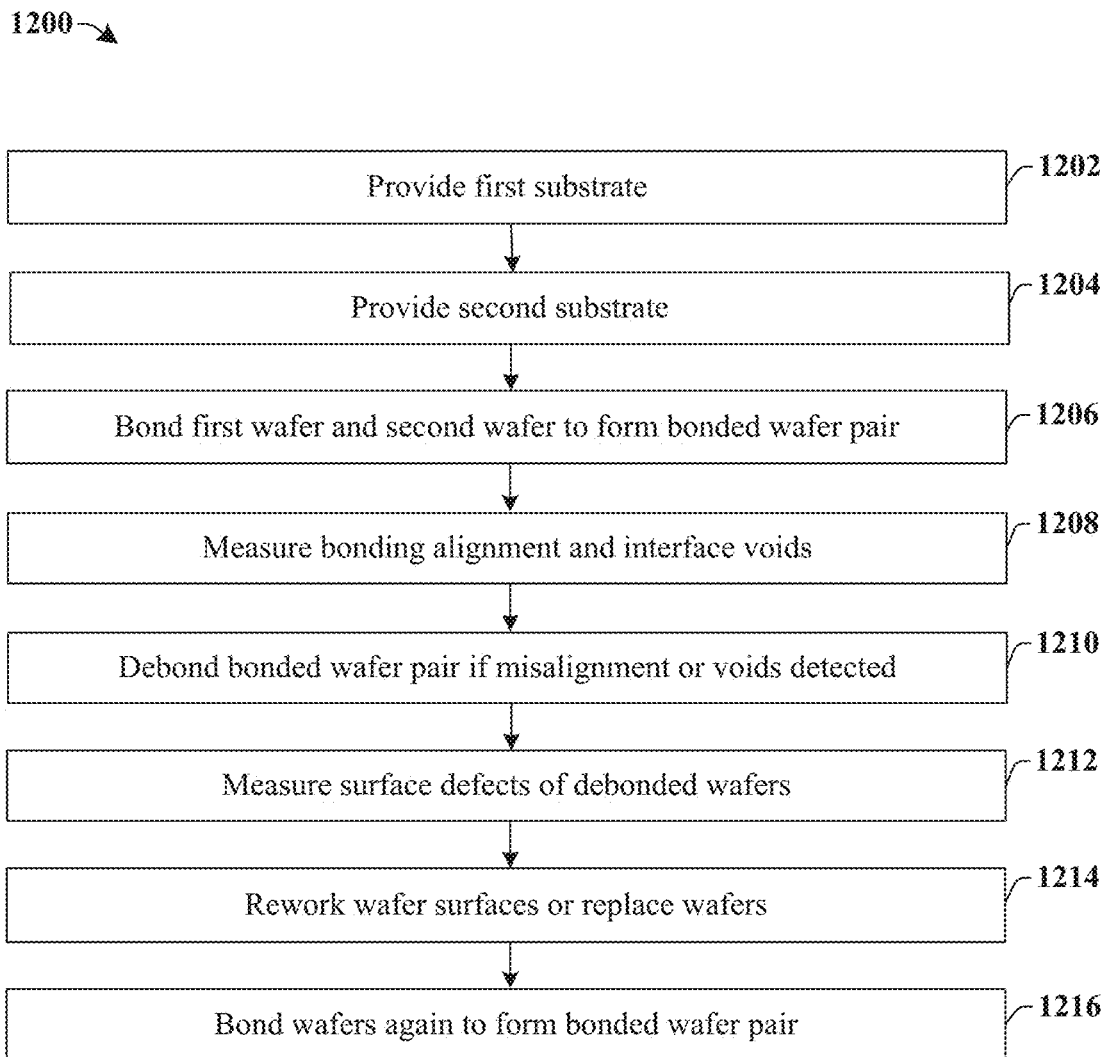 1200
Provide first substrate
1202
Provide second substrate
1204
Bond first wafer and second wafer to form bonded wafer pair
1206
Measure bonding alignment and interface voids
1208
Debond bonded wafer pair if misalignment or voids detected
1210
Measure surface defects of debonded wafers
1212
Rework wafer surfaces or replace wafers
1214
Bond wafers again to form bonded wafer pair
1216